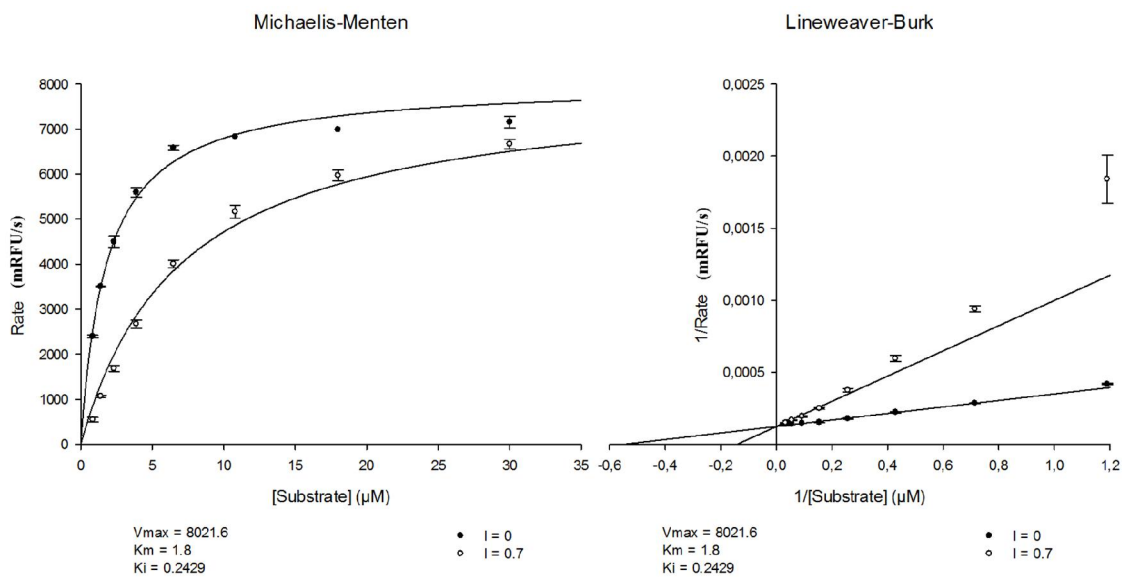 Michaelis-Menten
Rate (mRFU/s)
8000
7000
6000
5000
4000
3000
2000
1000
0
0 5 10 15 20 25 30 35
[Substrate] (µM)
Vmax = 8021.6
Km = 1.8
Ki = 0.2429
I = 0
I = 0.7
Lineweaver-Burk
1/Rate (mRFU/s)
0,0025
0,0020
0,0015
0,0010
0,0005
-0,6 -0,4 -0,2 0,0 0,2 0,4 0,6 0,8 1,0 1,2
1/[Substrate] (µM)
Vmax = 8021.6
Km = 1.8
Ki = 0.2429
I = 0
I = 0.7